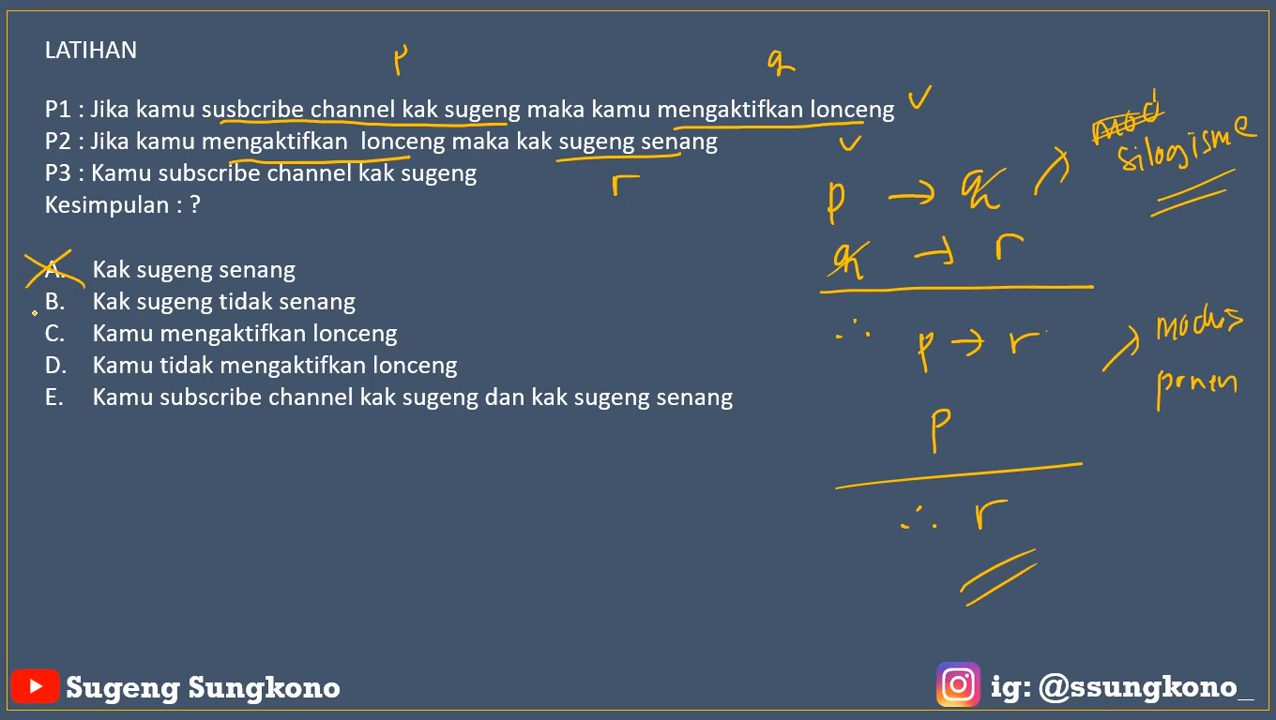 LATIHAN
p
q
P1 : Jika kamu susbcribe channel kak sugeng maka kamu mengaktifkan lonceng
P2 : Jika kamu mengaktifkan lonceng maka kak sugeng senang
P3 : Kamu subscribe channel kak sugeng
r
Kesimpulan : ?
A. Kak sugeng senang
B. Kak sugeng tidak senang
C. Kamu mengaktifkan lonceng
D. Kamu tidak mengaktifkan lonceng
E. Kamu subscribe channel kak sugeng dan kak sugeng senang
mod
silogisme
p → q
q → r
∴ p → r
modus
ponen
p
∴ r
Sugeng Sungkono
ig: @ssungkono_